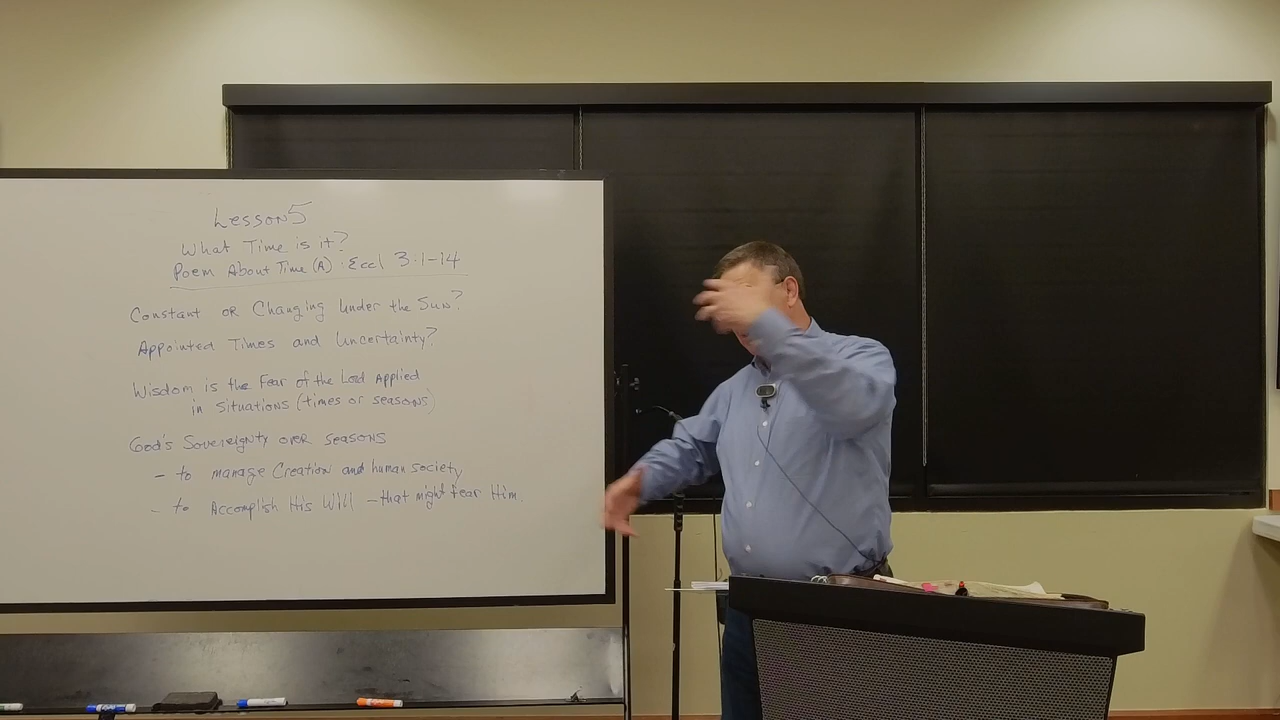 Lesson 5
What Time is it?
Poem About Time (A) : Eccl 3:1-14
Constant or Changing Under the Sun?
Appointed Times and Uncertainty?
Wisdom is the Fear of the Lord Applied
in Situations (times or seasons)
God's Sovereignty over seasons
- to manage Creation and human society
- to Accomplish His Will - that might fear Him.